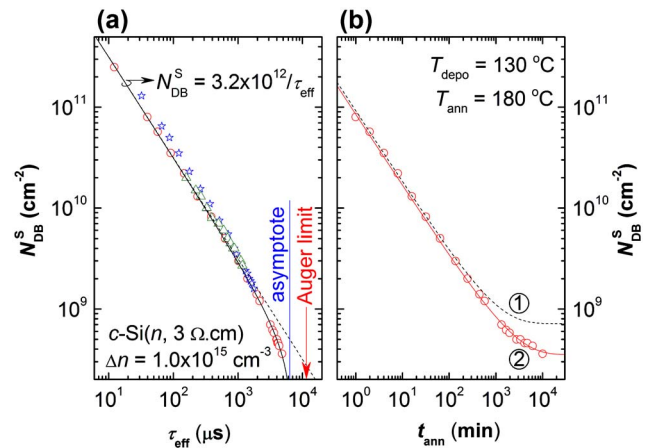 (a)
(b)
N_DB^S = 3.2x10^12/τ_eff
T_depo = 130 °C
T_ann = 180 °C
10^11
10^10
10^9
N_DB^S (cm^-2)
asymptote
Auger limit
c-Si(n, 3 Ω.cm)
Δn = 1.0x10^15 cm^-3
10^1 10^2 10^3 10^4
τ_eff (μs)
1
2
10^0 10^1 10^2 10^3 10^4
t_ann (min)
10^11
10^10
10^9
N_DB^S (cm^-2)